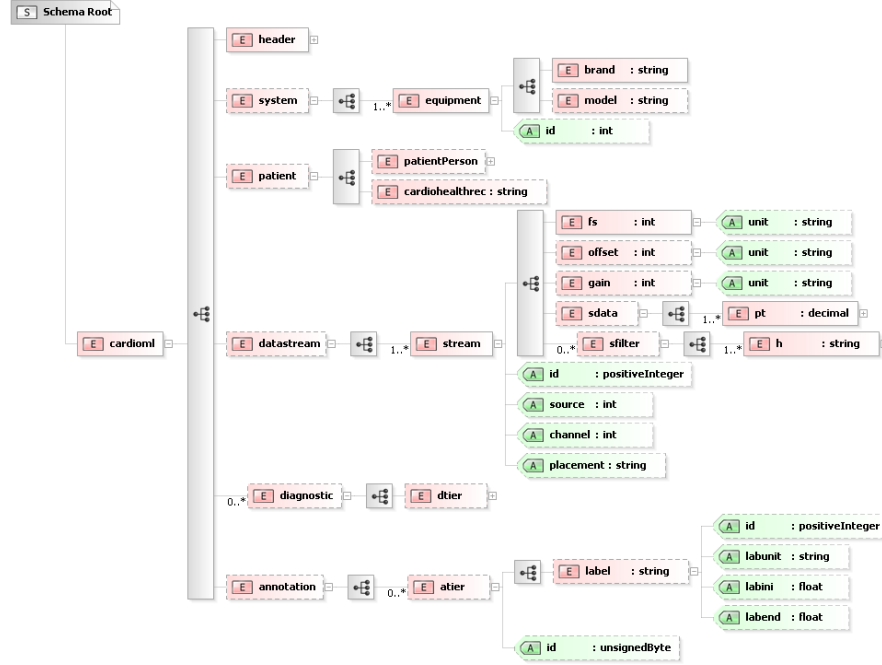 S Schema Root
E header
E system
1..*
E equipment
E brand : string
E model : string
A id : int
E patient
E patientPerson
E cardiohealthrec : string
E cardioml
E datastream
1..*
E stream
E fs : int
A unit : string
E offset : int
A unit : string
E gain : int
A unit : string
E sdata
1..*
E pt : decimal
0..*
E sfilter
1..*
E h : string
A id : positiveInteger
A source : int
A channel : int
A placement : string
0..*
E diagnostic
E dtier
E annotation
0..*
E atier
E label : string
A id : positiveInteger
A labunit : string
A labini : float
A labend : float
A id : unsignedByte